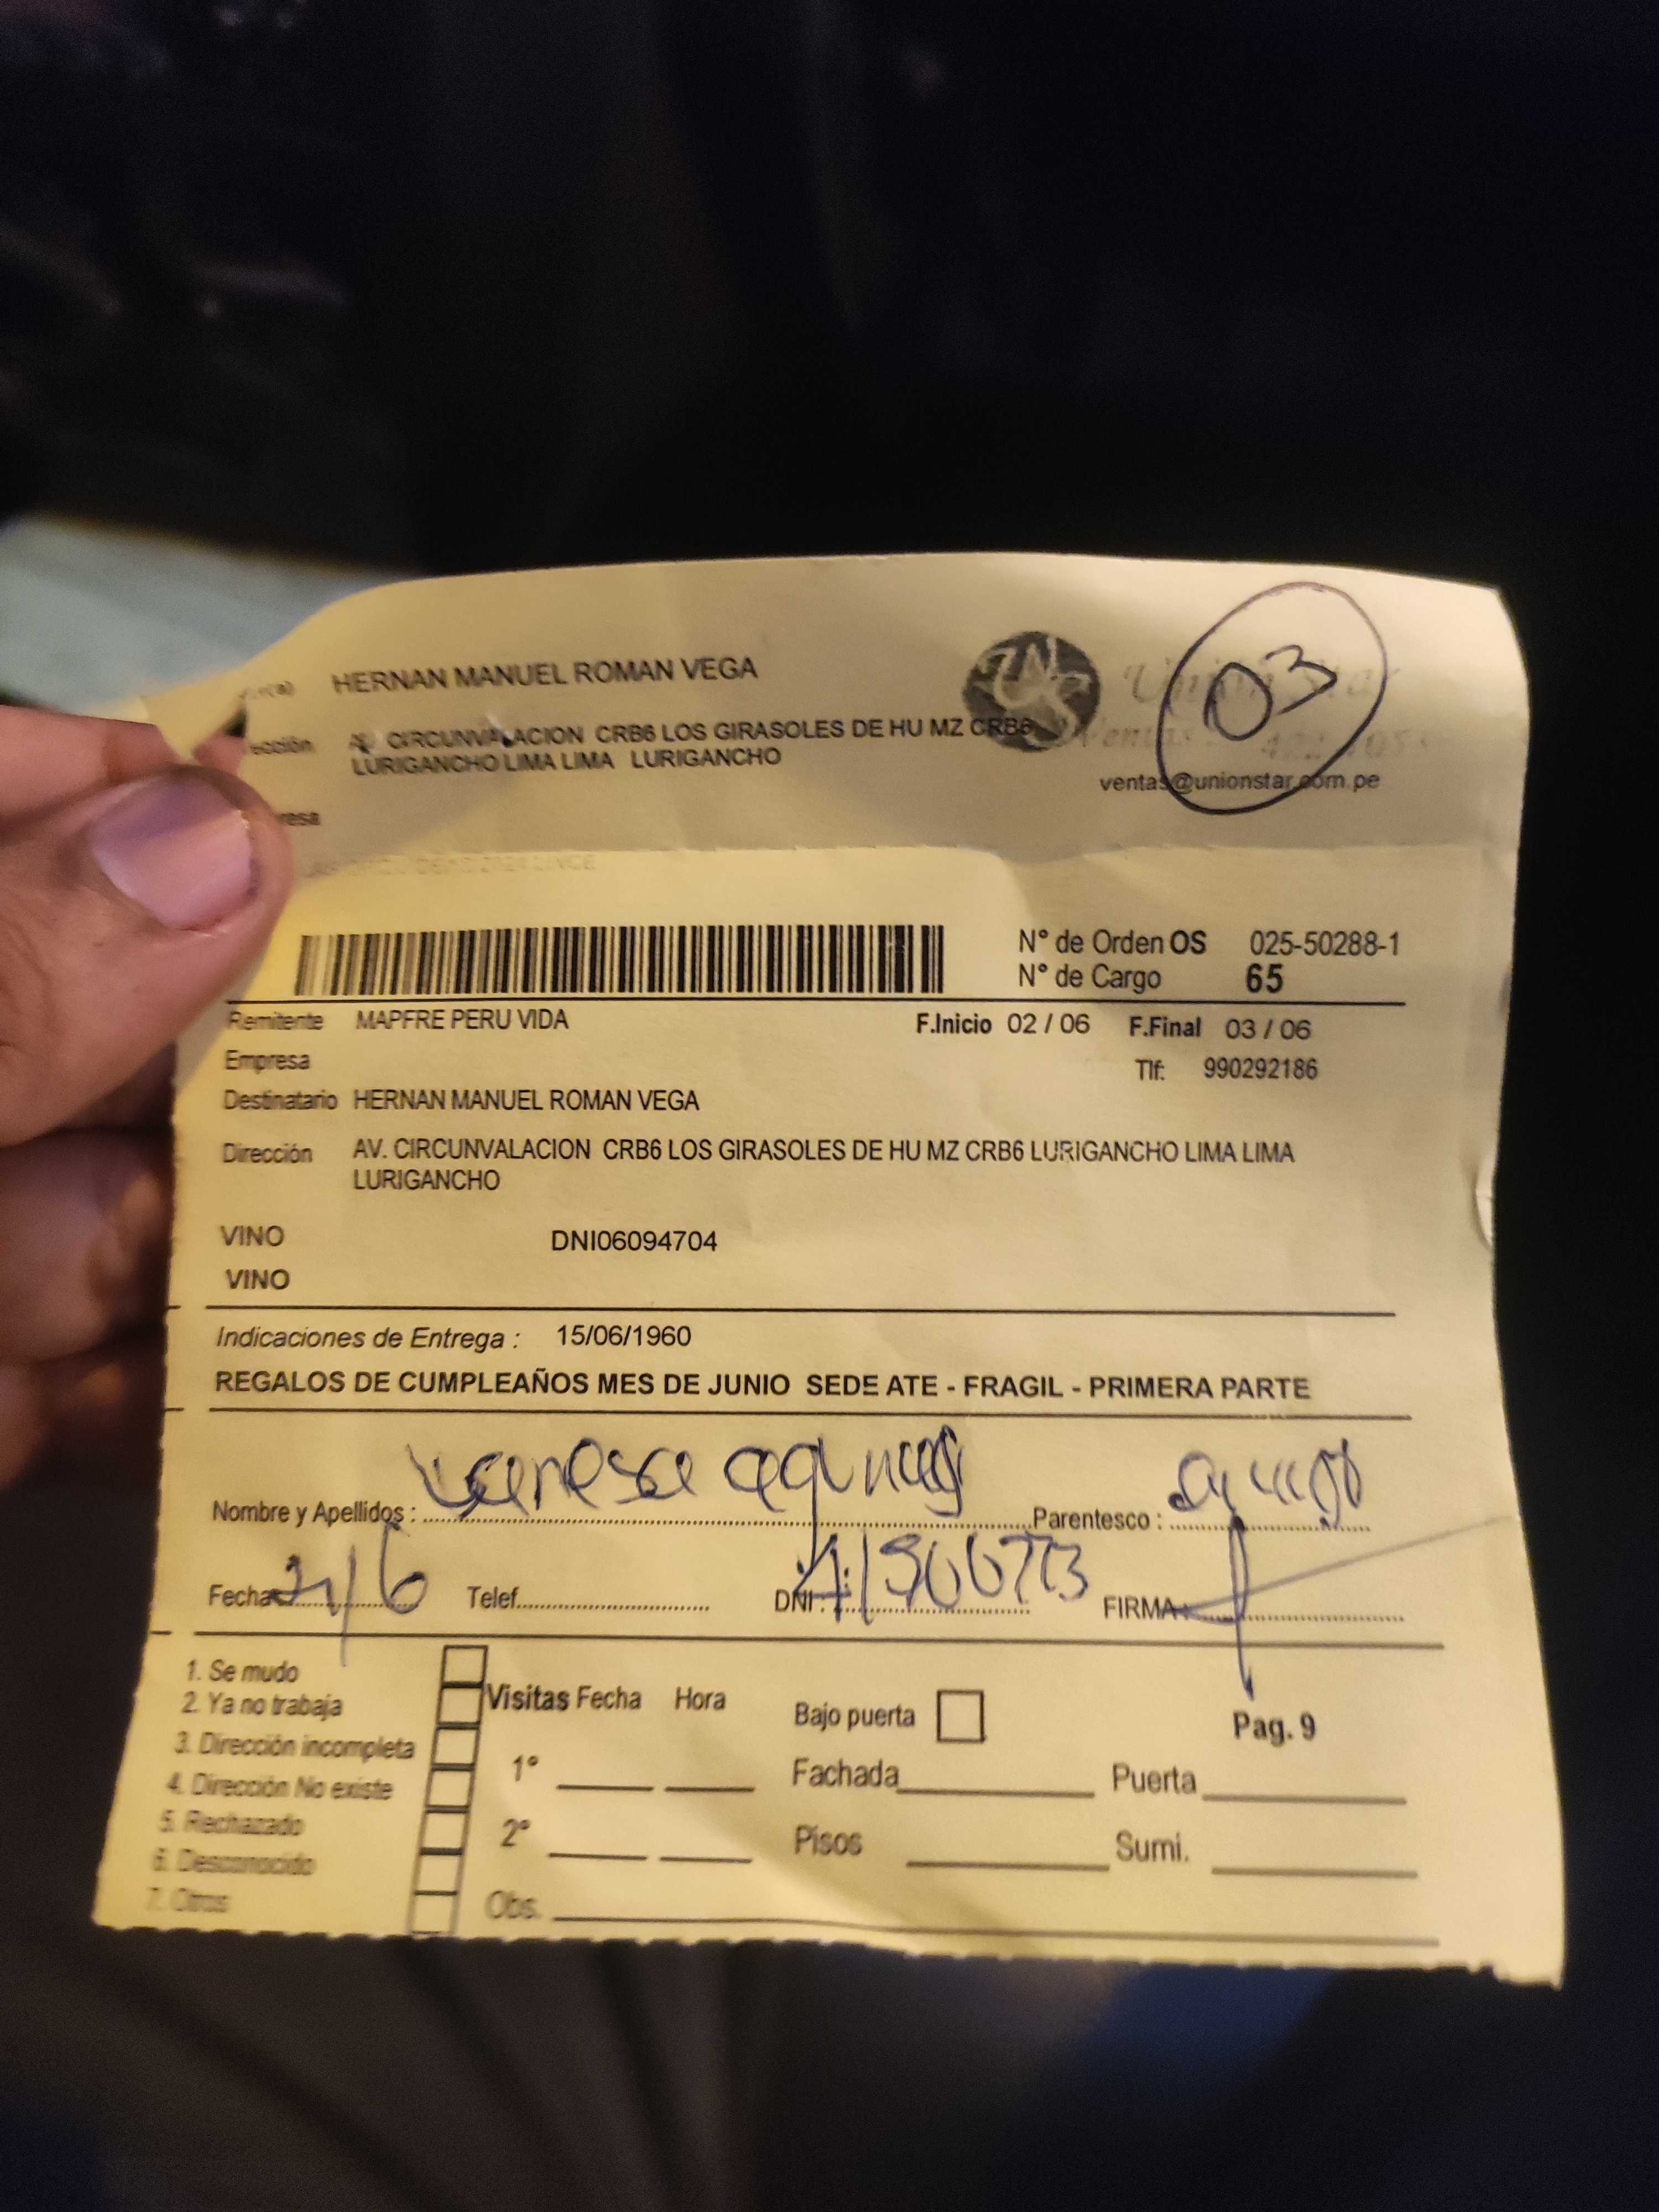 HERNAN MANUEL ROMAN VEGA
ección AV. CIRCUNVALACION CRB6 LOS GIRASOLES DE HU MZ CRB6
LURIGANCHO LIMA LIMA LURIGANCHO
resa
03
Union Star
Ventas
ventas@unionstar.com.pe
N° de Orden OS 025-50288-1
N° de Cargo 65
Remitente MAPFRE PERU VIDA F.Inicio 02 / 06 F.Final 03 / 06
Empresa Tlf: 990292186
Destinatario HERNAN MANUEL ROMAN VEGA
Dirección AV. CIRCUNVALACION CRB6 LOS GIRASOLES DE HU MZ CRB6 LURIGANCHO LIMA LIMA
LURIGANCHO
VINO DNI06094704
VINO
Indicaciones de Entrega : 15/06/1960
REGALOS DE CUMPLEAÑOS MES DE JUNIO SEDE ATE - FRAGIL - PRIMERA PARTE
Nombre y Apellidos : Parentesco :
Fecha Telef. DNI : FIRMA :
1. Se mudo
2. Ya no trabaja
3. Dirección incompleta
4. Dirección No existe
5. Rechazado
6. Desconocido
7. Otros
Visitas Fecha Hora
1°
2°
Obs.
Bajo puerta Pag. 9
Fachada Puerta
Pisos Sumi.